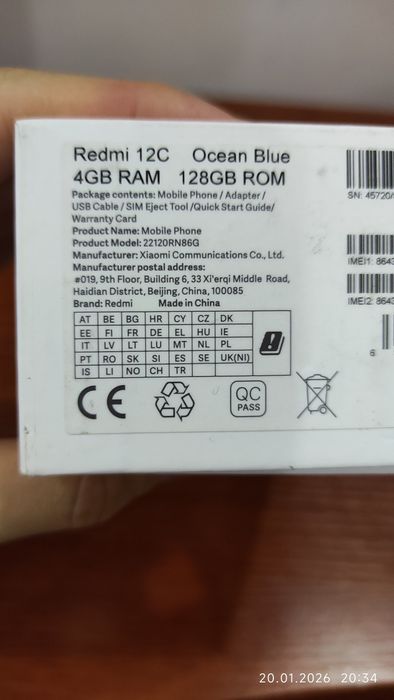 Redmi 12C Ocean Blue
4GB RAM 128GB ROM
Package contents: Mobile Phone / Adapter /
USB Cable / SIM Eject Tool /Quick Start Guide/
Warranty Card
Product Name: Mobile Phone
Product Model: 22120RN86G
Manufacturer: Xiaomi Communications Co., Ltd.
Manufacturer postal address:
#019, 9th Floor, Building 6, 33 Xi'erqi Middle Road,
Haidian District, Beijing, China, 100085
Brand: Redmi Made in China
AT BE BG HR CY CZ DK
EE FI FR DE EL HU IE
IT LV LT LU MT NL PL
PT RO SK SI ES SE UK(NI)
IS LI NO CH TR
CE
QC
PASS
SN: 45720/
IMEI1: 8643
IMEI2: 8643
6
20.01.2026 20:34